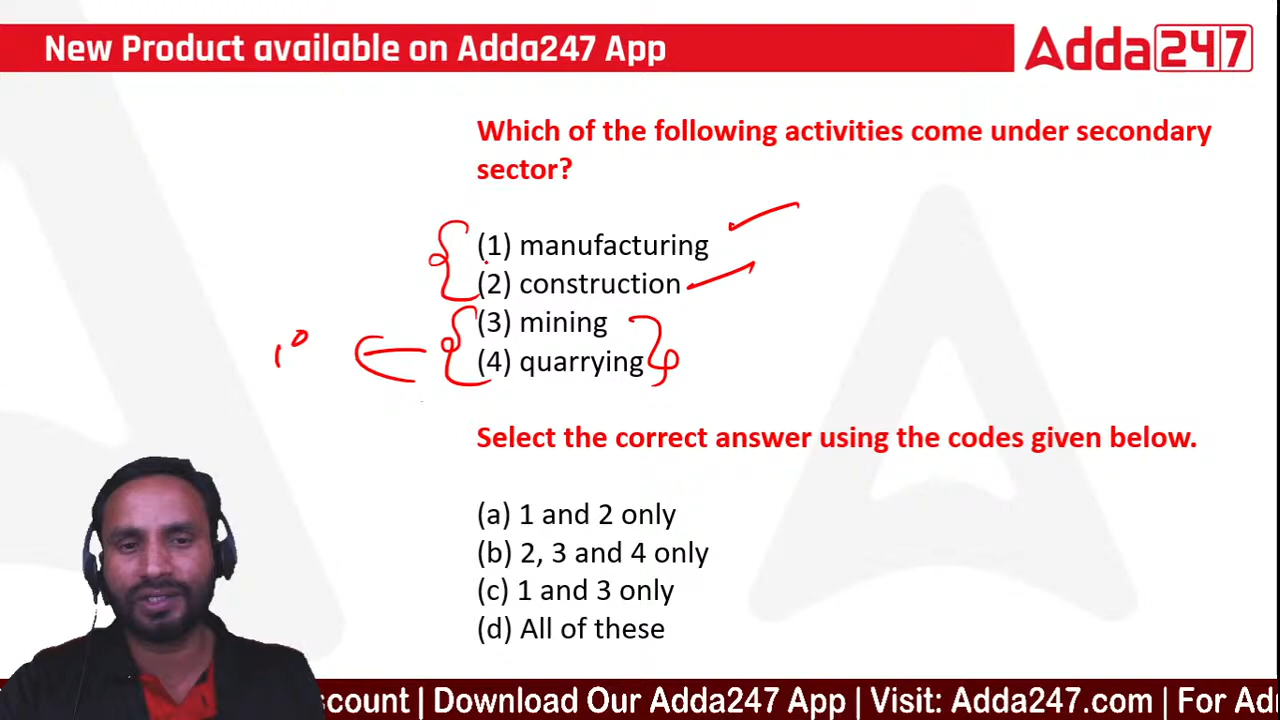 New Product available on Adda247 App
Adda247
Which of the following activities come under secondary
sector?
(1) manufacturing
(2) construction
(3) mining
(4) quarrying
1°
Select the correct answer using the codes given below.
(a) 1 and 2 only
(b) 2, 3 and 4 only
(c) 1 and 3 only
(d) All of these
count | Download Our Adda247 App | Visit: Adda247.com | For Ad